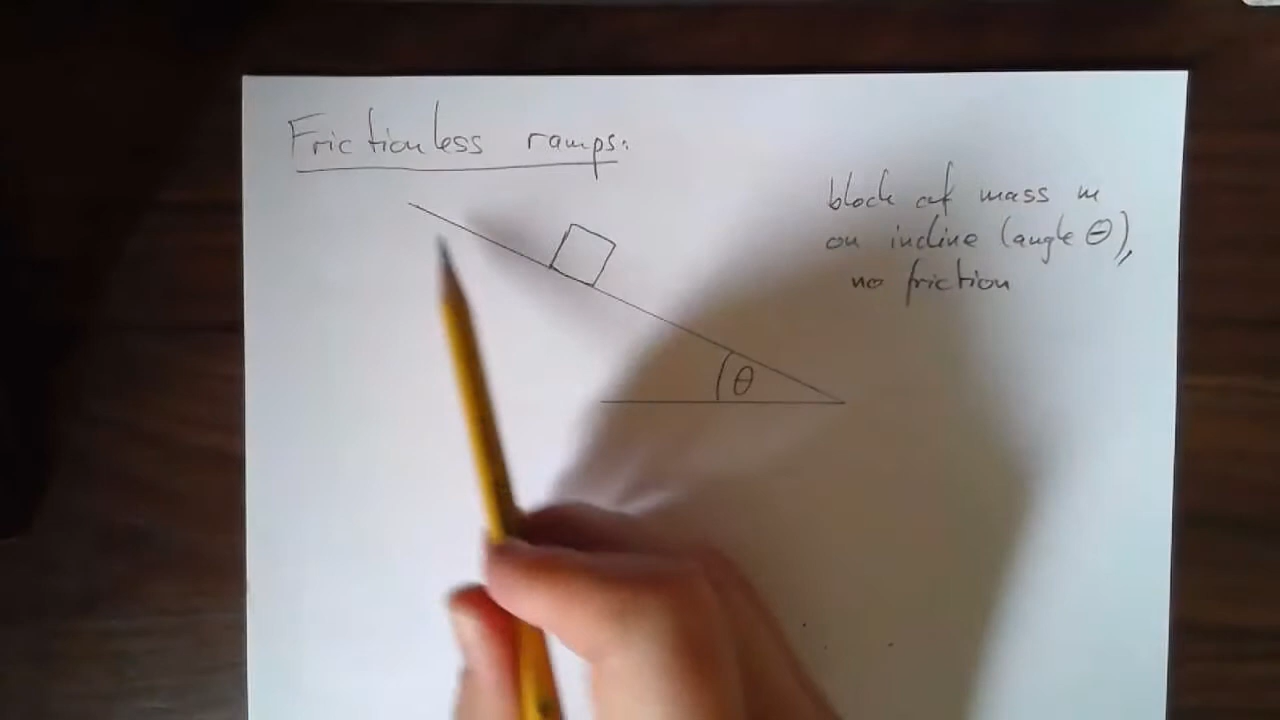 Frictionless ramps:
block of mass m
on incline (angle θ),
no friction
θ